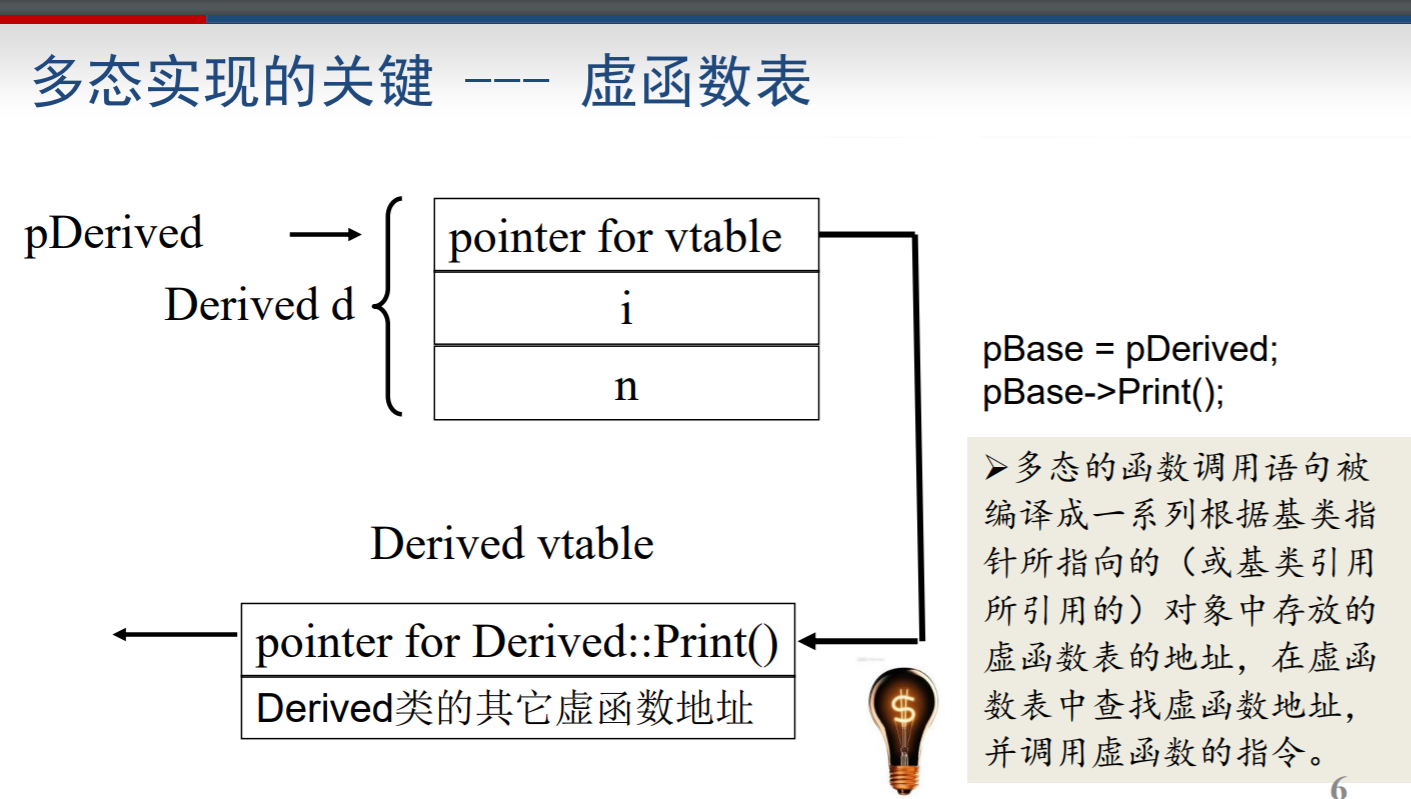 多态实现的关键 --- 虚函数表
pDerived
pointer for vtable
Derived d
i
n
pBase = pDerived;
pBase->Print();
➢多态的函数调用语句被
编译成一系列根据基类指
针所指向的（或基类引用
所引用的）对象中存放的
虚函数表的地址，在虚函
数表中查找虚函数地址，
并调用虚函数的指令。
Derived vtable
pointer for Derived::Print()
Derived类的其它虚函数地址
$
6